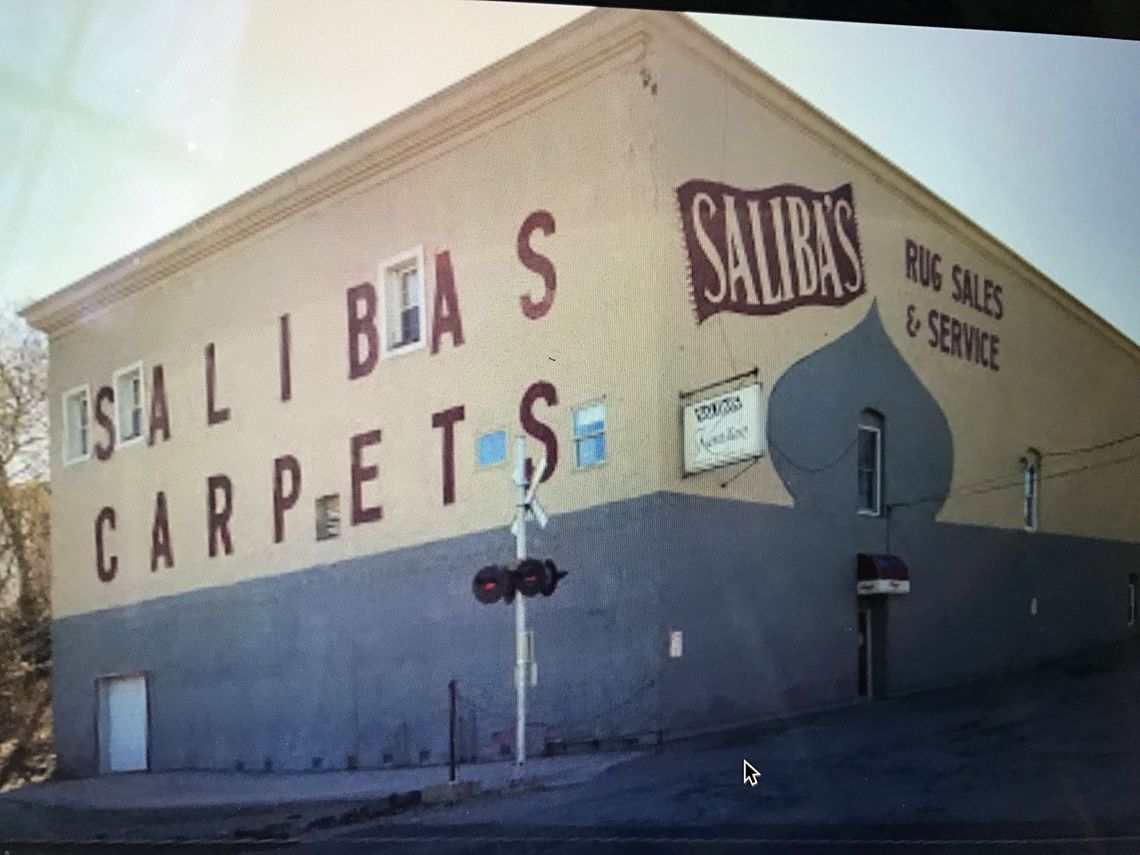 SALIBAS
CARPETS
SALIBA'S
RUG SALES
& SERVICE